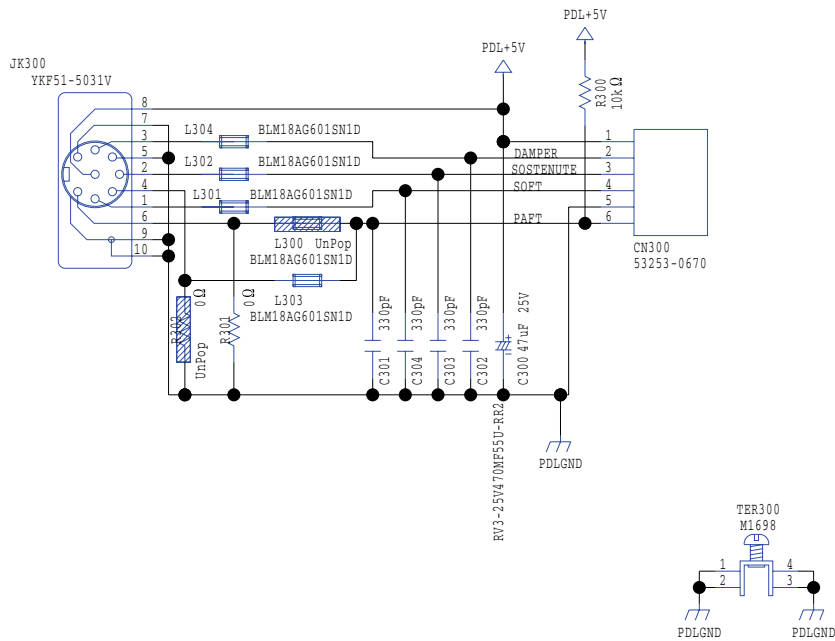 PDL+5V
PDL+5V
JK300
YKF51-5031V
R300
10kΩ
8
7
3
5
2
4
1
6
9
10
L304
BLM18AG601SN1D
L302
BLM18AG601SN1D
L301
BLM18AG601SN1D
L300
UnPop
BLM18AG601SN1D
L303
BLM18AG601SN1D
DAMPER
SOSTENUTE
SOFT
PAFT
1
2
3
4
5
6
CN300
53253-0670
R302
0Ω
UnPop
R301
0Ω
C301
330pF
C304
330pF
C303
330pF
C302
330pF
C300
47uF 25V
RV3-25V470MF55U-RR2
PDLGND
TER300
M1698
1
2
4
3
PDLGND
PDLGND